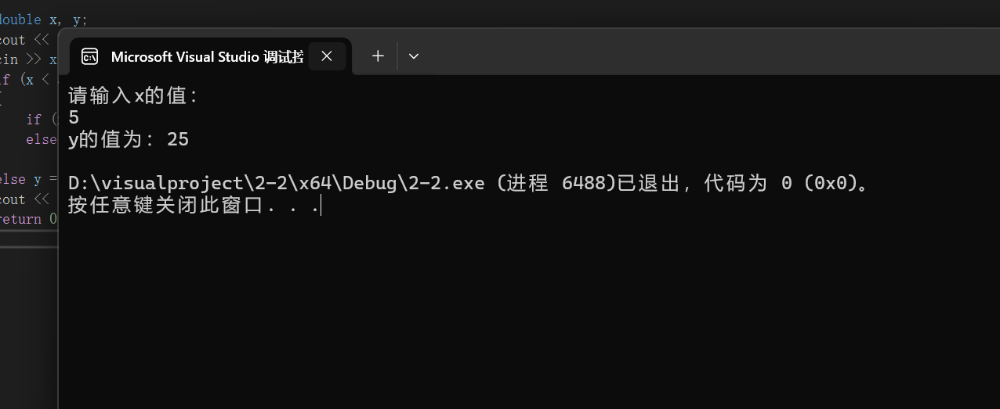 double x, y;
cout <<
cin >> x
if (x <
{
if (
else
else y =
cout <<
return 0
Microsoft Visual Studio 调试控
请输入x的值：
5
y的值为：25
D:\visualproject\2-2\x64\Debug\2-2.exe (进程 6488)已退出，代码为 0 (0x0)。
按任意键关闭此窗口. . .